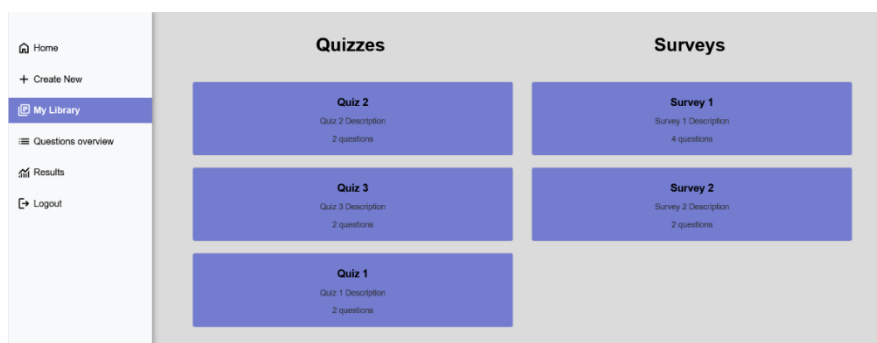 Home
+ Create New
My Library
Questions overview
Results
Logout
Quizzes
Quiz 2
Quiz 2 Description
2 questions
Quiz 3
Quiz 3 Description
2 questions
Quiz 1
Quiz 1 Description
2 questions
Surveys
Survey 1
Survey 1 Description
4 questions
Survey 2
Survey 2 Description
2 questions